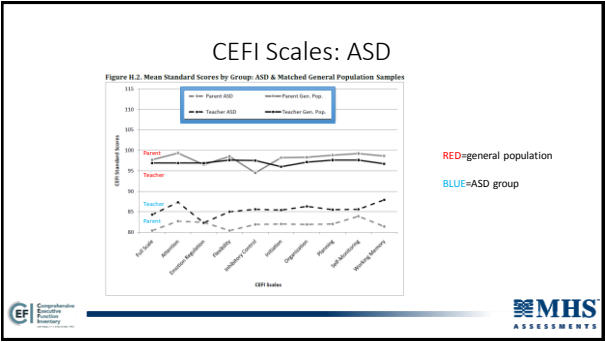 CEFI Scales: ASD
Figure H.2. Mean Standard Scores by Group: ASD & Matched General Population Samples
Parent ASD
Parent Gen. Pop.
Teacher ASD
Teacher Gen. Pop.
CEFI Standard Scores
115
110
105
100
95
90
85
80
Parent
Teacher
Teacher
Parent
Full Scale
Attention
Emotion Regulation
Flexibility
Inhibitory Control
Initiation
Organization
Planning
Self-Monitoring
Working Memory
CEFI Scales
RED=general population
BLUE=ASD group
CEFI
Comprehensive
Executive
Function
Inventory
MHS
ASSESSMENTS